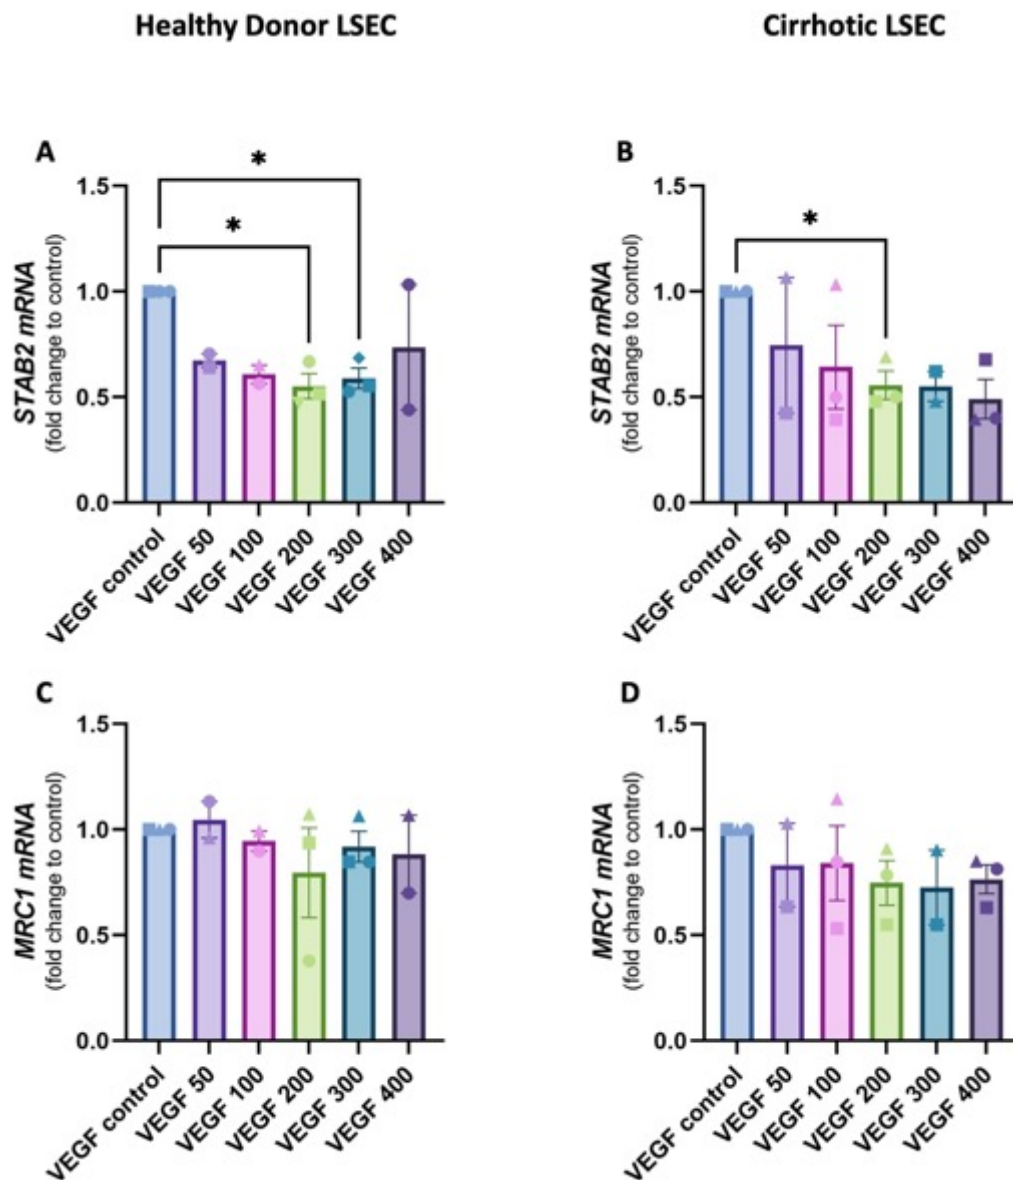 Healthy Donor LSEC
Cirrhotic LSEC
A
*
*
STAB2 mRNA
(fold change to control)
1.5
1.0
0.5
0.0
VEGF control
VEGF 50
VEGF 100
VEGF 200
VEGF 300
VEGF 400
B
*
STAB2 mRNA
(fold change to control)
1.5
1.0
0.5
0.0
VEGF control
VEGF 50
VEGF 100
VEGF 200
VEGF 300
VEGF 400
C
MRC1 mRNA
(fold change to control)
1.5
1.0
0.5
0.0
VEGF control
VEGF 50
VEGF 100
VEGF 200
VEGF 300
VEGF 400
D
MRC1 mRNA
(fold change to control)
1.5
1.0
0.5
0.0
VEGF control
VEGF 50
VEGF 100
VEGF 200
VEGF 300
VEGF 400